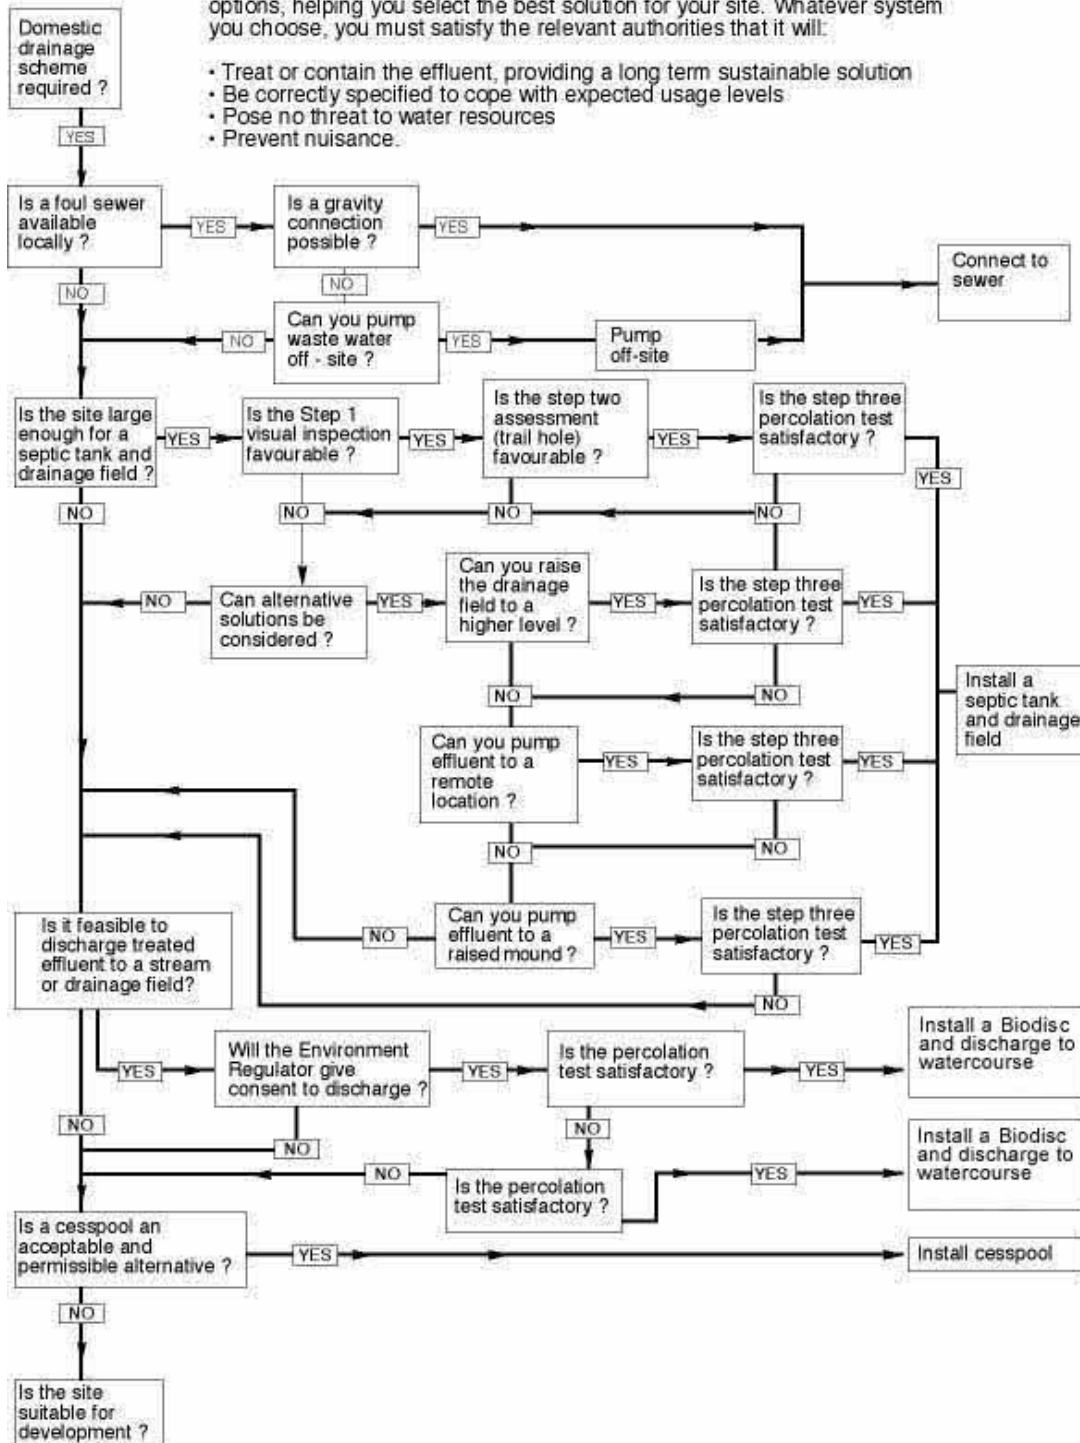 options, helping you select the best solution for your site. Whatever system
you choose, you must satisfy the relevant authorities that it will:
• Treat or contain the effluent, providing a long term sustainable solution
• Be correctly specified to cope with expected usage levels
• Pose no threat to water resources
• Prevent nuisance.
Domestic
drainage
scheme
required ?
YES
Is a foul sewer
available
locally ?
YES
Is a gravity
connection
possible ?
YES
Connect to
sewer
NO
NO
Can you pump
waste water
off - site ?
NO
YES
Pump
off-site
Is the site large
enough for a
septic tank and
drainage field ?
YES
Is the Step 1
visual inspection
favourable ?
YES
Is the step two
assessment
(trail hole)
favourable ?
YES
Is the step three
percolation test
satisfactory ?
YES
NO
NO
NO
NO
NO
Can alternative
solutions be
considered ?
YES
Can you raise
the drainage
field to a
higher level ?
YES
Is the step three
percolation test
satisfactory ?
YES
NO
NO
Install a
septic tank
and drainage
field
Can you pump
effluent to a
remote
location ?
YES
Is the step three
percolation test
satisfactory ?
YES
NO
NO
Is it feasible to
discharge treated
effluent to a stream
or drainage field?
NO
Can you pump
effluent to a
raised mound ?
YES
Is the step three
percolation test
satisfactory ?
YES
NO
YES
Will the Environment
Regulator give
consent to discharge ?
YES
Is the percolation
test satisfactory ?
YES
Install a Biodisc
and discharge to
watercourse
NO
NO
NO
NO
Is the percolation
test satisfactory ?
YES
Install a Biodisc
and discharge to
watercourse
Is a cesspool an
acceptable and
permissible alternative ?
YES
Install cesspool
NO
Is the site
suitable for
development ?